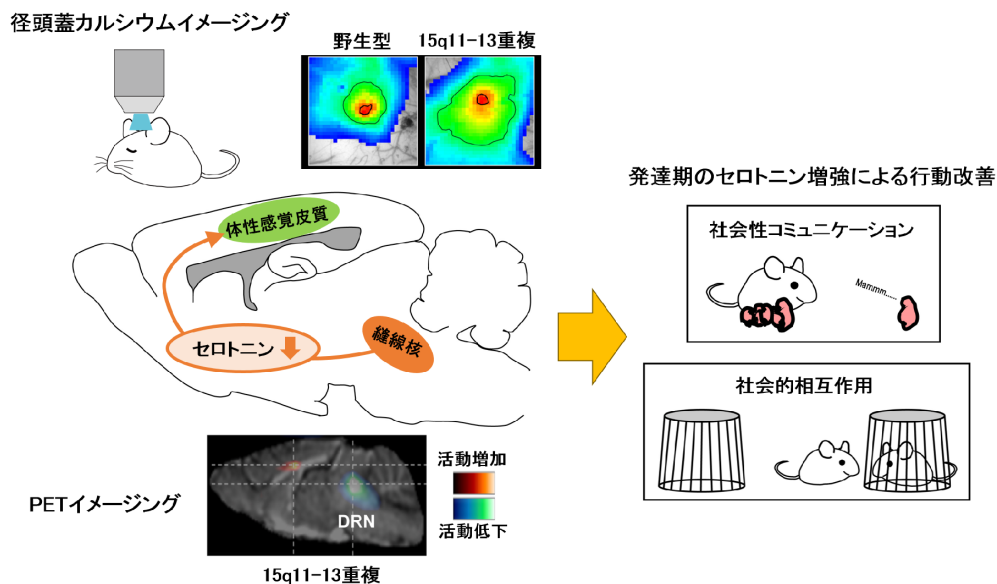 径頭蓋カルシウムイメージング
野生型
15q11-13重複
体性感覚皮質
セロトニン
縫線核
PETイメージング
DRN
活動増加
活動低下
15q11-13重複
発達期のセロトニン増強による行動改善
社会性コミュニケーション
Mammm.....
社会的相互作用